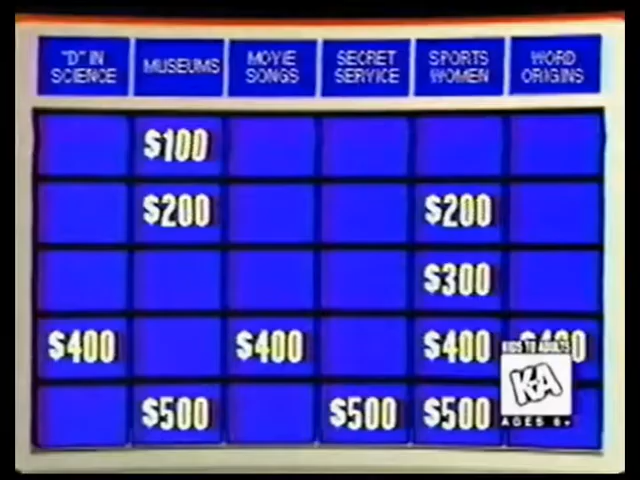 "D" IN
SCIENCE
MUSEUMS
MOVIE
SONGS
SECRET
SERVICE
SPORTS
WOMEN
WORD
ORIGINS
$100
$200 $200
$300
$400 $400 $400 $400
$500 $500 $500
KIDS TO ADULTS
K-A
AGES 6+